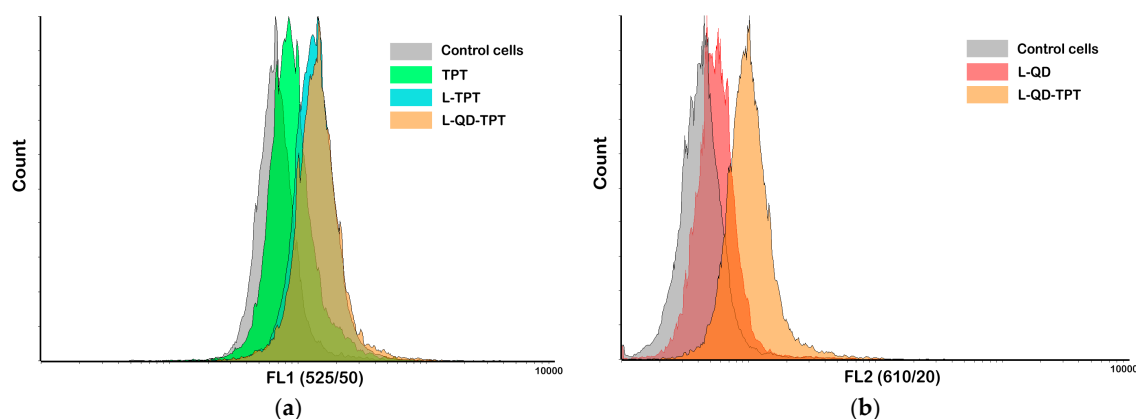 Control cells
TPT
L-TPT
L-QD-TPT
Count
10000
FL1 (525/50)
(a)
Control cells
L-QD
L-QD-TPT
Count
10000
FL2 (610/20)
(b)